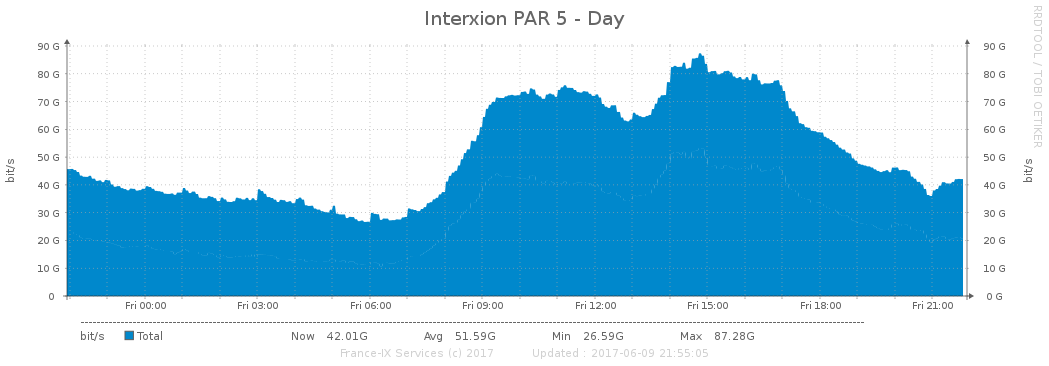 Interxion PAR 5 - Day
RRDTOOL / TOBI OETIKER
bit/s
bit/s
90 G 90 G
80 G 80 G
70 G 70 G
60 G 60 G
50 G 50 G
40 G 40 G
30 G 30 G
20 G 20 G
10 G 10 G
0 0 G
Fri 00:00 Fri 03:00 Fri 06:00 Fri 09:00 Fri 12:00 Fri 15:00 Fri 18:00 Fri 21:00
bit/s Total Now 42.01G Avg 51.59G Min 26.59G Max 87.28G
France-IX Services (c) 2017 Updated : 2017-06-09 21:55:05